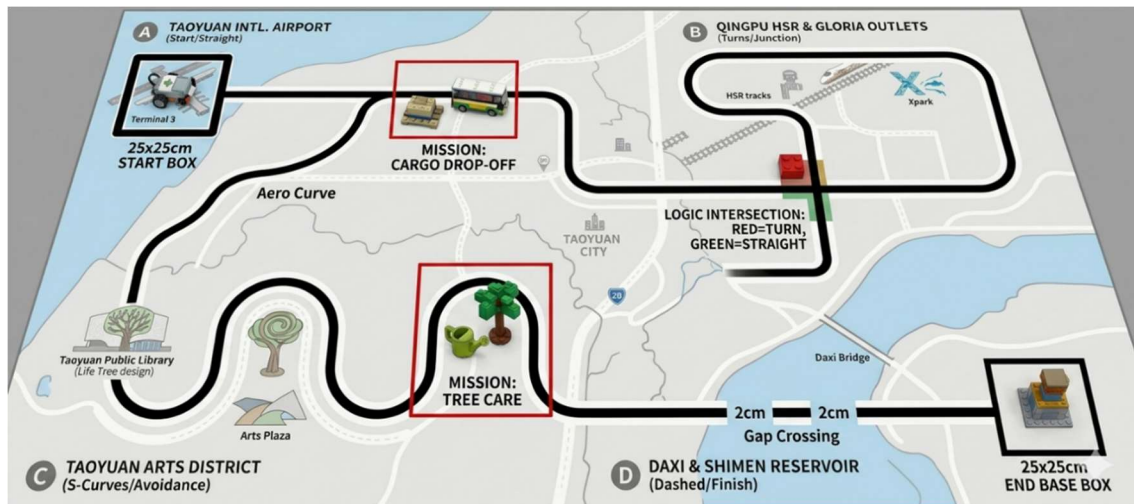 A TAOYUAN INTL. AIRPORT
(Start/Straight)
Terminal 3
25x25cm
START BOX
MISSION:
CARGO DROP-OFF
Aero Curve
B QINGPU HSR & GLORIA OUTLETS
(Turns/Junction)
HSR tracks
Xpark
LOGIC INTERSECTION:
RED=TURN,
GREEN=STRAIGHT
TAOYUAN
CITY
28
Taoyuan Public Library
(Life Tree design)
Arts Plaza
MISSION:
TREE CARE
Daxi Bridge
2cm 2cm
Gap Crossing
25x25cm
END BASE BOX
C TAOYUAN ARTS DISTRICT
(S-Curves/Avoidance)
D DAXI & SHIMEN RESERVOIR
(Dashed/Finish)